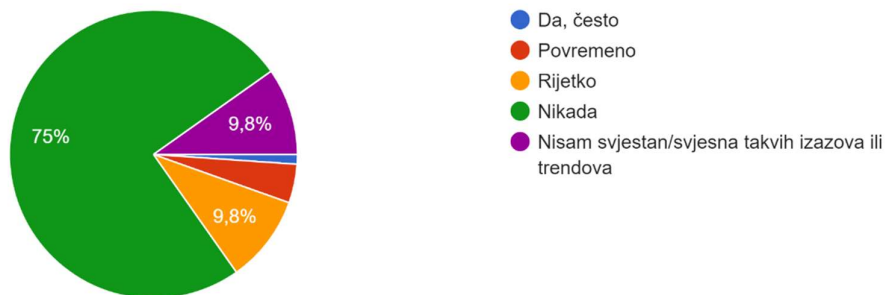 75%
9,8%
9,8%
Da, često
Povremeno
Rijetko
Nikada
Nisam svjestan/svjesna takvih izazova ili
trendova